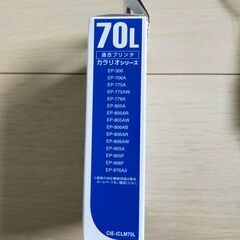 70L
適合プリンタ
カラリオシリーズ
EP-306
EP-706A
EP-775A
EP-775AW
EP-776A
EP-805A
EP-805AR
EP-805AW
EP-806AB
EP-806AR
EP-806AW
EP-905A
EP-905F
EP-906F
EP-976A3
CIE-ICLM70L